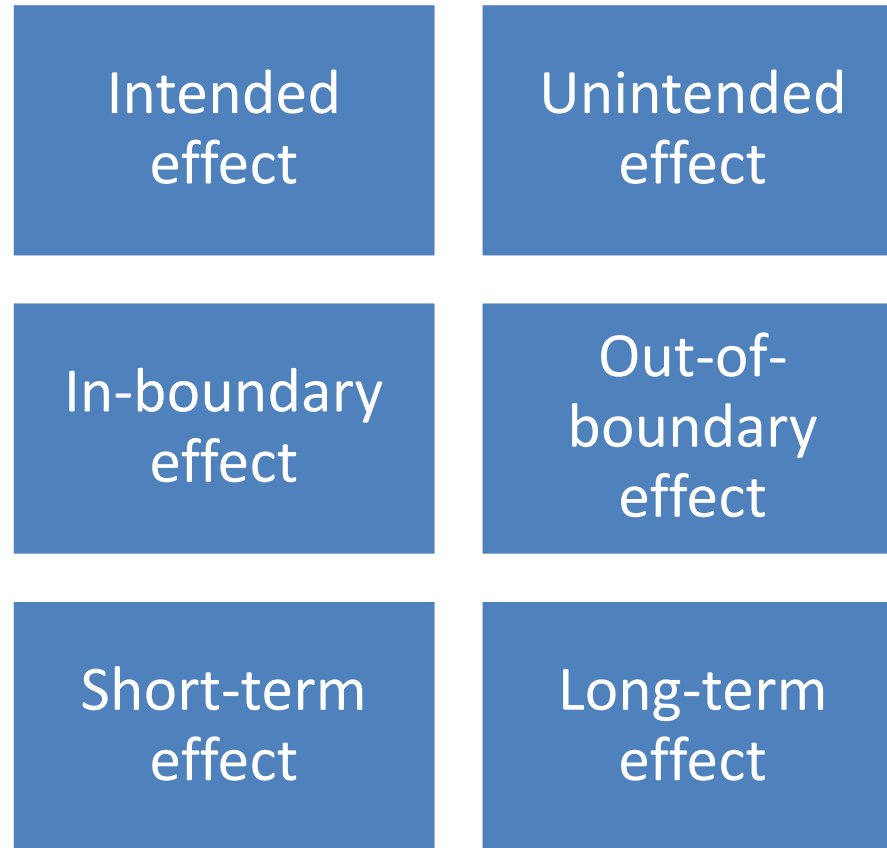 Intended
effect
Unintended
effect
In-boundary
effect
Out-of-
boundary
effect
Short-term
effect
Long-term
effect